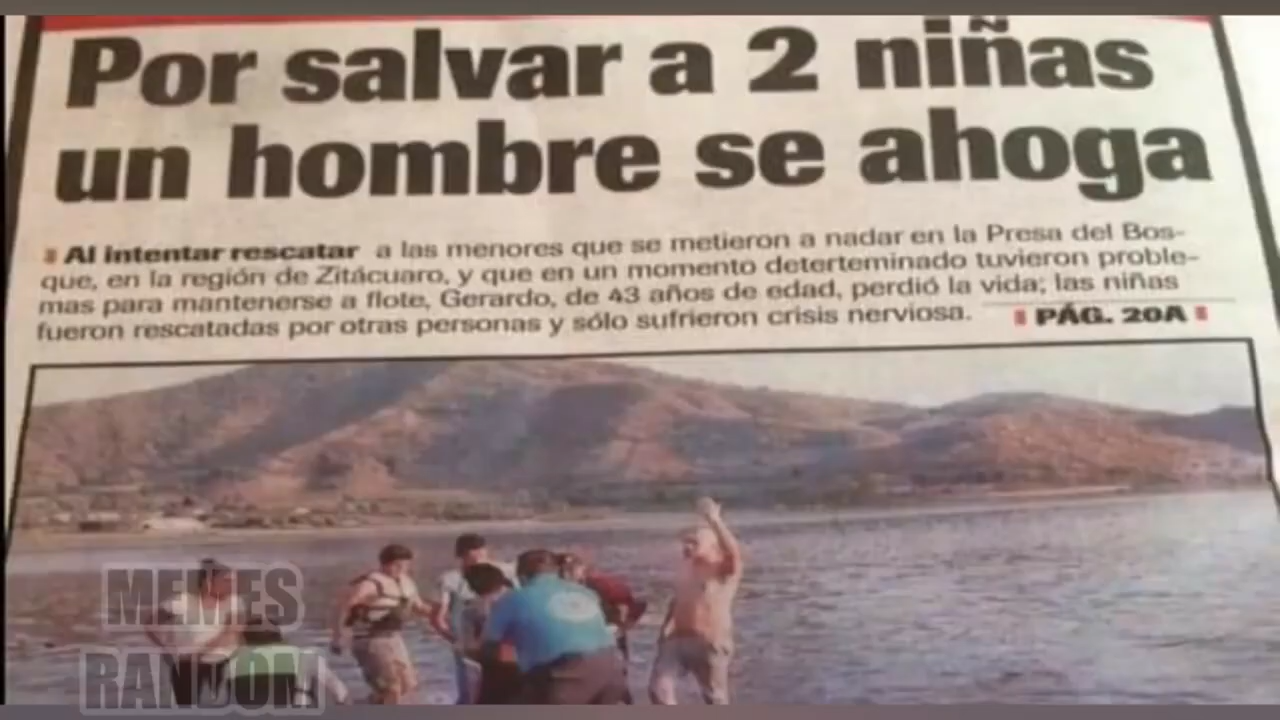 Por salvar a 2 niñas
un hombre se ahoga
Al intentar rescatar a las menores que se metieron a nadar en la Presa del Bos-
que, en la región de Zitácuaro, y que en un momento deterteminado tuvieron proble-
mas para mantenerse a flote, Gerardo, de 43 años de edad, perdió la vida; las niñas
fueron rescatadas por otras personas y sólo sufrieron crisis nerviosa. PÁG. 20A
MEMES
RANDOM